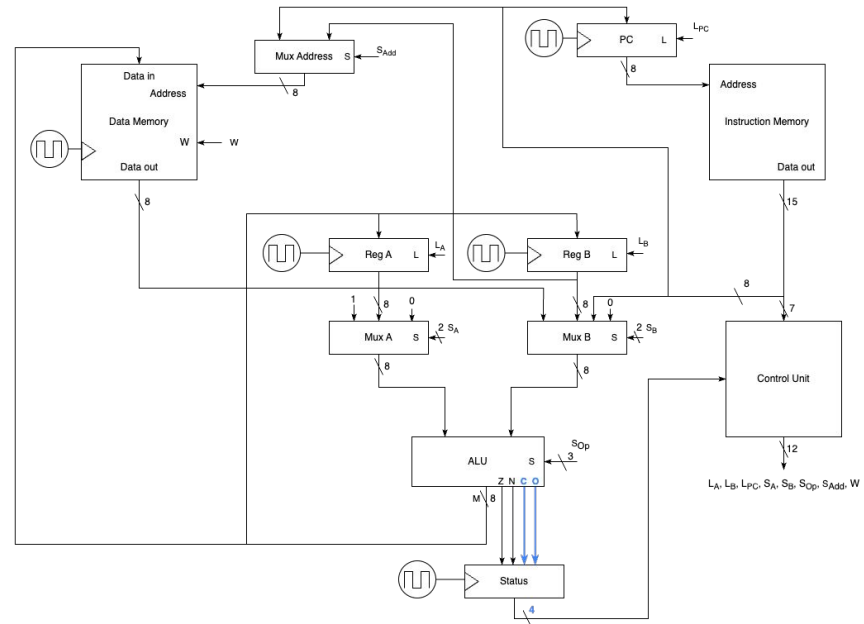 L_PC
PC
L
8
Mux Address
S
S_Add
8
Data in
Address
Data Memory
W
W
Data out
8
Address
Instruction Memory
Data out
15
Reg A
L
L_A
Reg B
L
L_B
8
7
1
8
0
8
0
Mux A
S
2
S_A
Mux B
S
2
S_B
8
8
Control Unit
12
L_A, L_B, L_PC, S_A, S_B, S_Op, S_Add, W
ALU
S
S_Op
3
Z N C O
M
8
Status
4